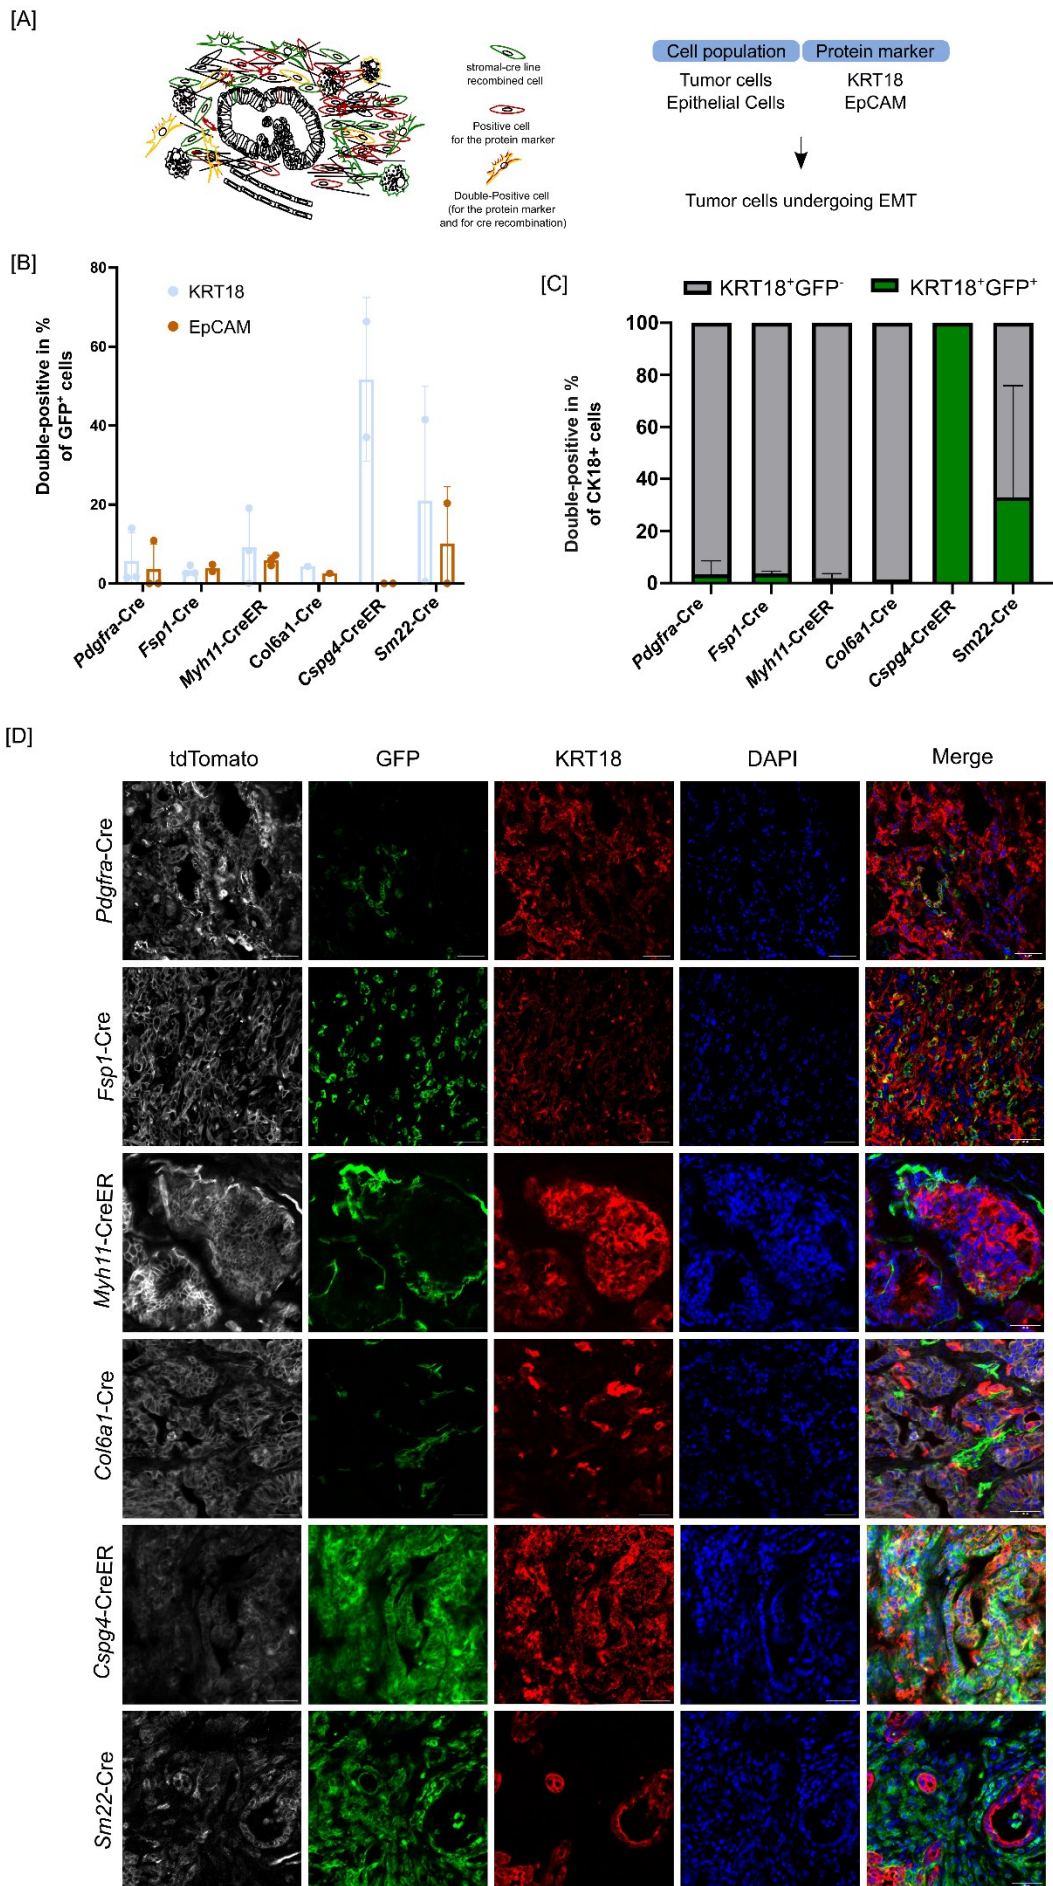 [A]
stromal-cre line
recombined cell
Positive cell
for the protein marker
Double-Positive cell
(for the protein marker
and for cre recombination)
Cell population Protein marker
Tumor cells KRT18
Epithelial Cells EpCAM
Tumor cells undergoing EMT
[B]
Double-positive in %
of GFP⁺ cells
80
60
40
20
0
KRT18
EpCAM
Pdgfra-Cre
Fsp1-Cre
Myh11-CreER
Col6a1-Cre
Cspg4-CreER
Sm22-Cre
[C]
KRT18⁺GFP⁻ KRT18⁺GFP⁺
Double-positive in %
of CK18+ cells
100
80
60
40
20
0
Pdgfra-Cre
Fsp1-Cre
Myh11-CreER
Col6a1-Cre
Cspg4-CreER
Sm22-Cre
[D]
tdTomato GFP KRT18 DAPI Merge
Pdgfra-Cre
Fsp1-Cre
Myh11-CreER
Col6a1-Cre
Cspg4-CreER
Sm22-Cre